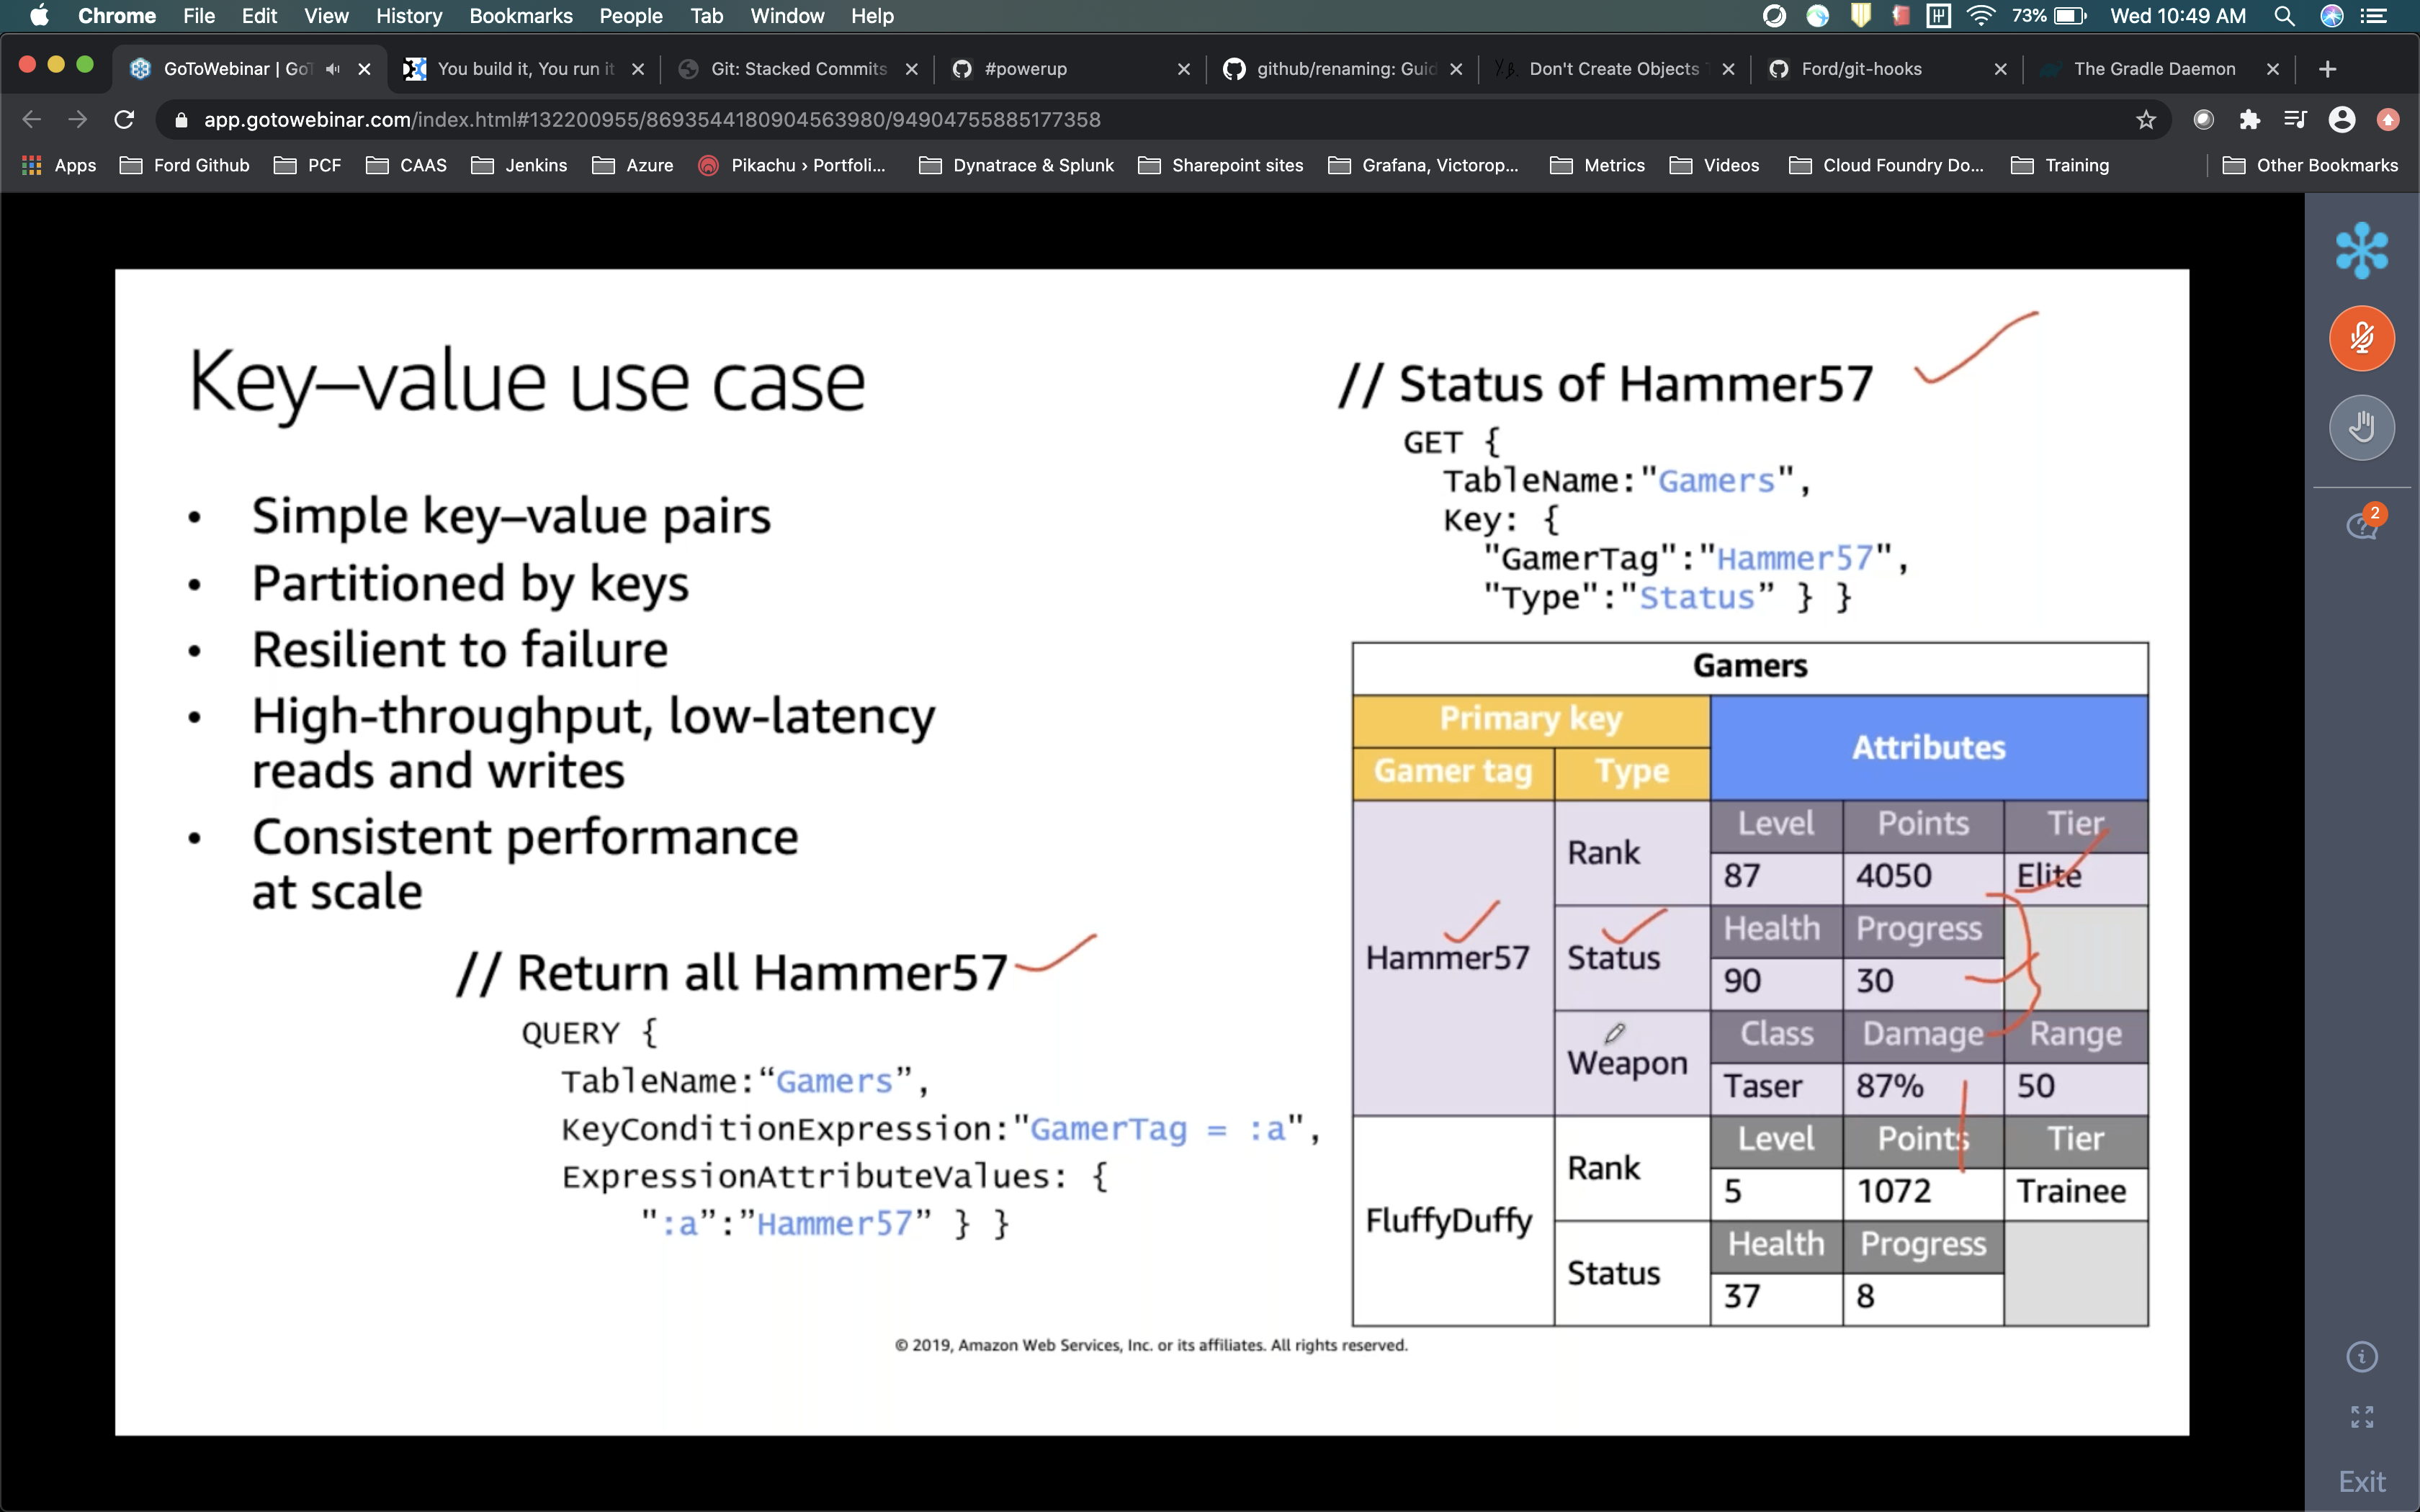 Chrome File Edit View History Bookmarks People Tab Window Help 73% Wed 10:49 AM
GoToWebinar | GoT You build it, You run it Git: Stacked Commits #powerup github/renaming: Guid Don't Create Objects T Ford/git-hooks The Gradle Daemon
app.gotowebinar.com/index.html#132200955/8693544180904563980/94904755885177358
Apps Ford Github PCF CAAS Jenkins Azure Pikachu › Portfoli... Dynatrace & Splunk Sharepoint sites Grafana, Victorop... Metrics Videos Cloud Foundry Do... Training Other Bookmarks
Key–value use case
• Simple key–value pairs
• Partitioned by keys
• Resilient to failure
• High-throughput, low-latency
reads and writes
• Consistent performance
at scale
// Return all Hammer57
QUERY {
TableName:“Gamers”,
KeyConditionExpression:"GamerTag = :a",
ExpressionAttributeValues: {
":a”:”Hammer57” } }
// Status of Hammer57
GET {
TableName:"Gamers",
Key: {
"GamerTag":"Hammer57",
"Type":"Status” } }
Gamers
Primary key Attributes
Gamer tag Type
Hammer57 Rank Level Points Tier
87 4050 Elite
Status Health Progress
90 30
Weapon Class Damage Range
Taser 87% 50
FluffyDuffy Rank Level Points Tier
5 1072 Trainee
Status Health Progress
37 8
© 2019, Amazon Web Services, Inc. or its affiliates. All rights reserved.
2
Exit